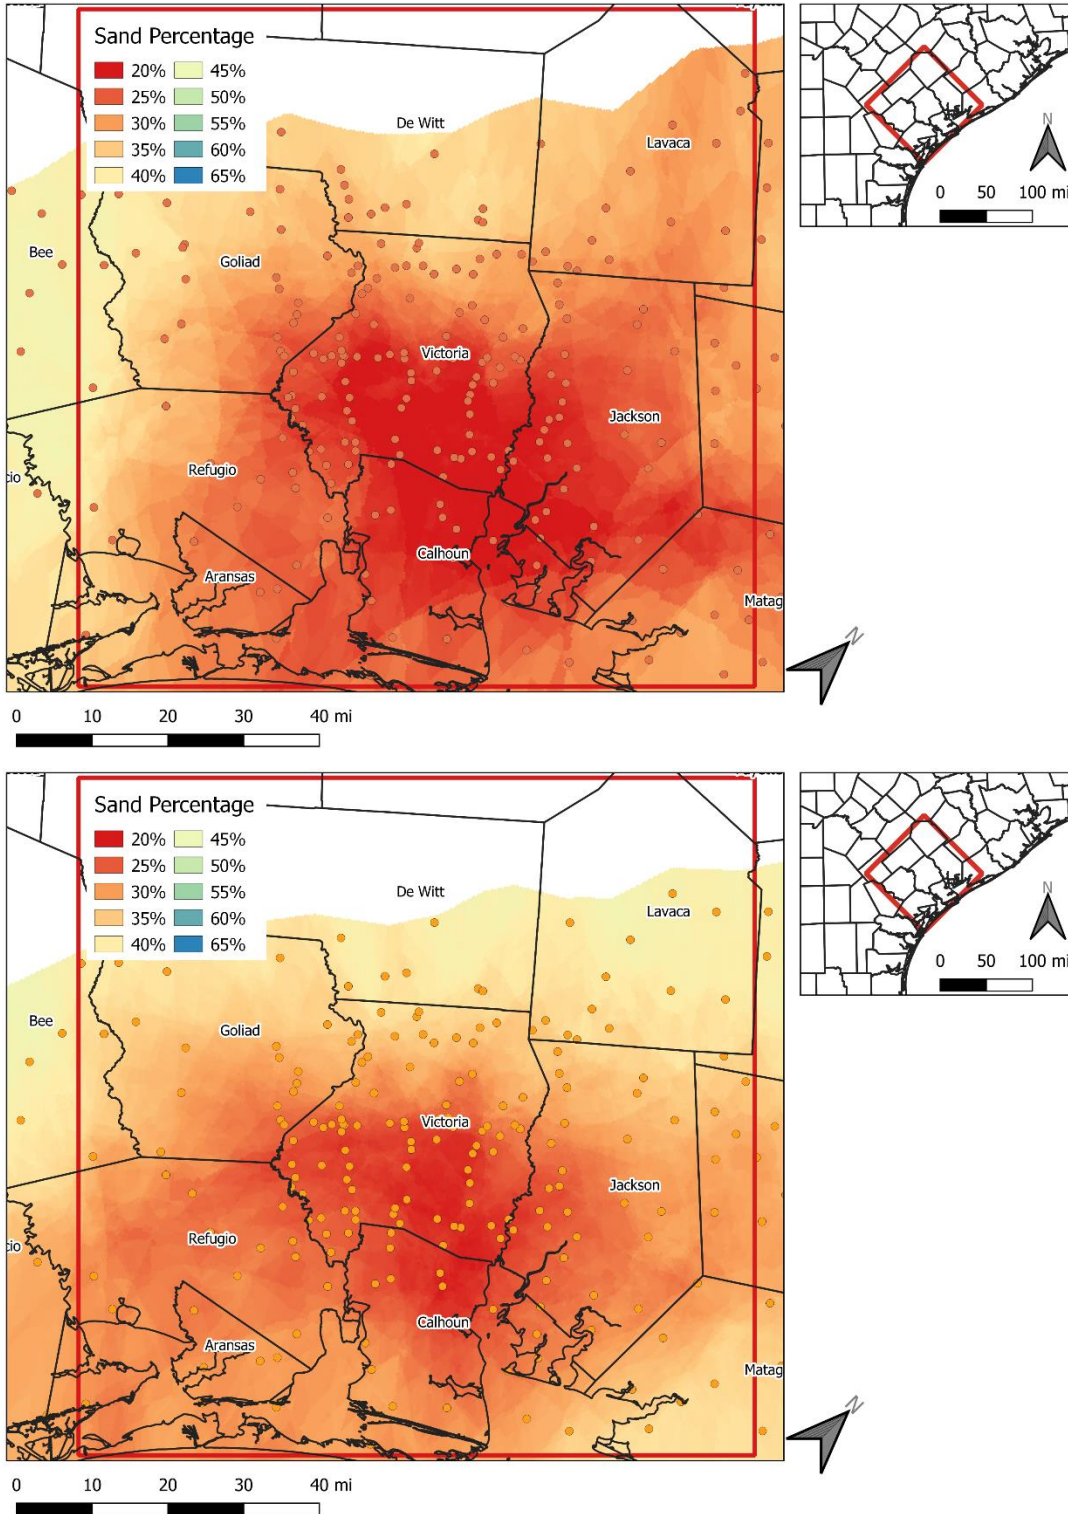 Sand Percentage
20% 45%
25% 50%
30% 55%
35% 60%
40% 65%
De Witt
Lavaca
Bee
Goliad
Victoria
Jackson
Refugio
cio
Calhoun
Aransas
Matag
0 10 20 30 40 mi
N
N
0 50 100 mi
Sand Percentage
20% 45%
25% 50%
30% 55%
35% 60%
40% 65%
De Witt
Lavaca
Bee
Goliad
Victoria
Jackson
Refugio
cio
Calhoun
Aransas
Matag
0 10 20 30 40 mi
N
N
0 50 100 mi